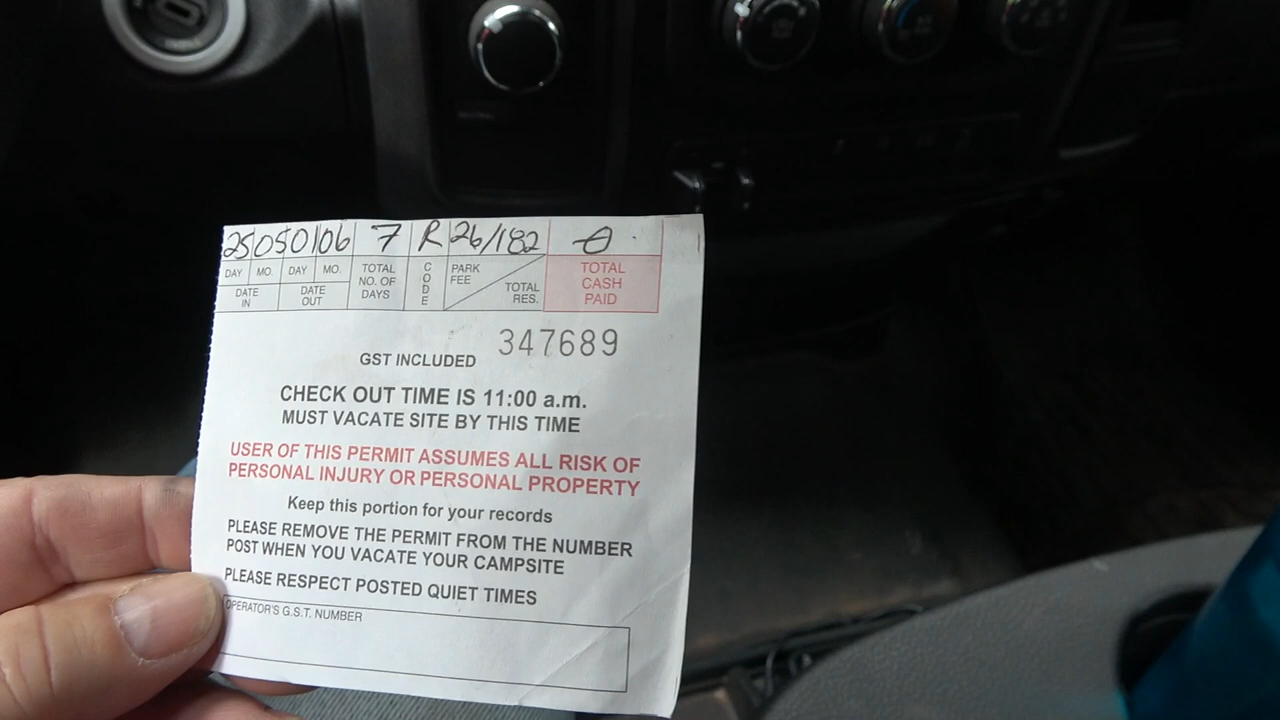 25050106 7 R 26/182 0
DAY MO. DAY MO. TOTAL NO. OF DAYS CODE PARK FEE TOTAL RES. TOTAL CASH PAID
DATE IN DATE OUT
347689
GST INCLUDED
CHECK OUT TIME IS 11:00 a.m.
MUST VACATE SITE BY THIS TIME
USER OF THIS PERMIT ASSUMES ALL RISK OF
PERSONAL INJURY OR PERSONAL PROPERTY
Keep this portion for your records
PLEASE REMOVE THE PERMIT FROM THE NUMBER
POST WHEN YOU VACATE YOUR CAMPSITE
PLEASE RESPECT POSTED QUIET TIMES
OPERATOR'S G.S.T. NUMBER